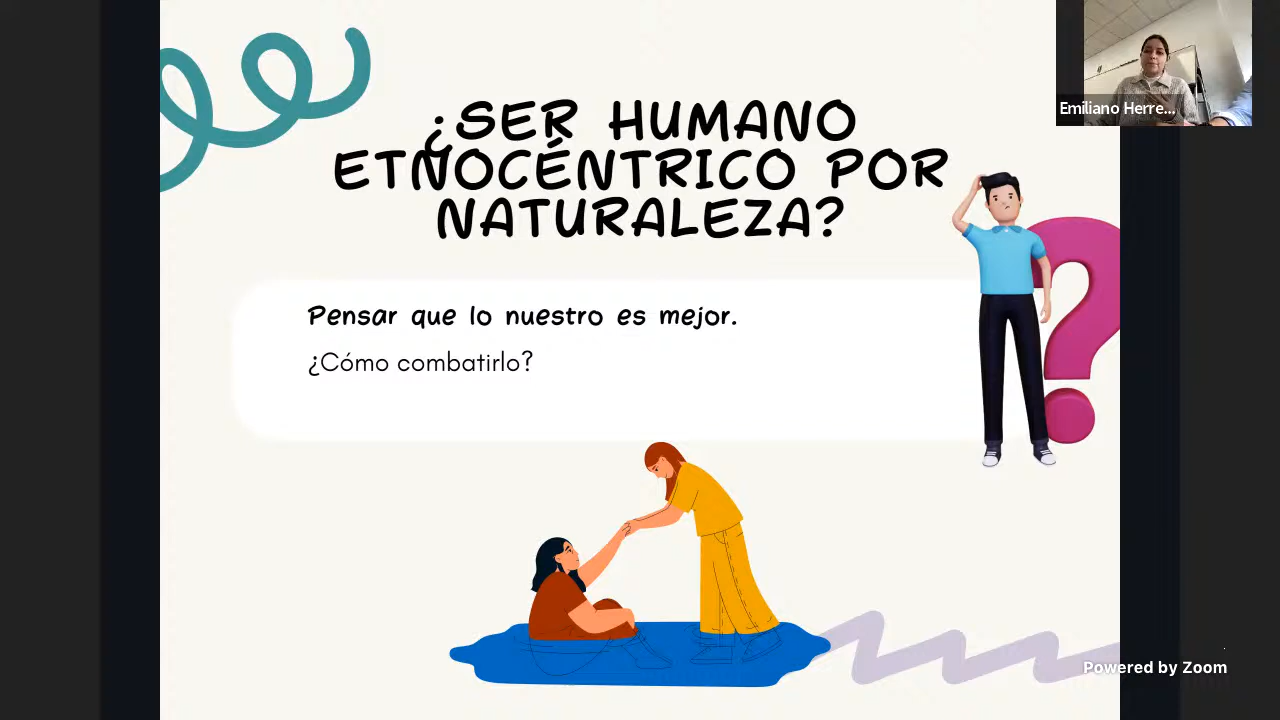 ¿SER HUMANO
ETNOCÉNTRICO POR
NATURALEZA?
Pensar que lo nuestro es mejor.
¿Cómo combatirlo?
Emiliano Herre...
Powered by Zoom